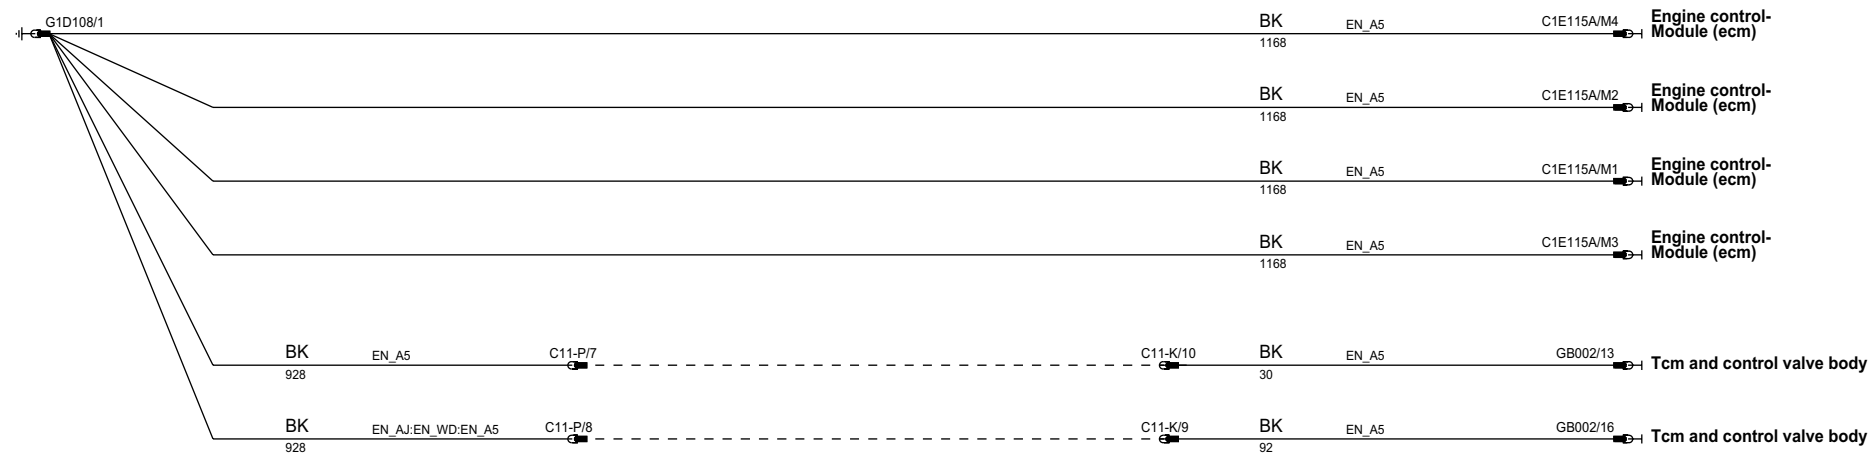 G1D108/1
BK EN_A5 C1E115A/M4 Engine control-
1168 Module (ecm)
BK EN_A5 C1E115A/M2 Engine control-
1168 Module (ecm)
BK EN_A5 C1E115A/M1 Engine control-
1168 Module (ecm)
BK EN_A5 C1E115A/M3 Engine control-
1168 Module (ecm)
BK EN_A5 C11-P/7 C11-K/10 BK EN_A5 GB002/13 Tcm and control valve body
928 30
BK EN_AJ:EN_WD:EN_A5 C11-P/8 C11-K/9 BK EN_A5 GB002/16 Tcm and control valve body
928 92